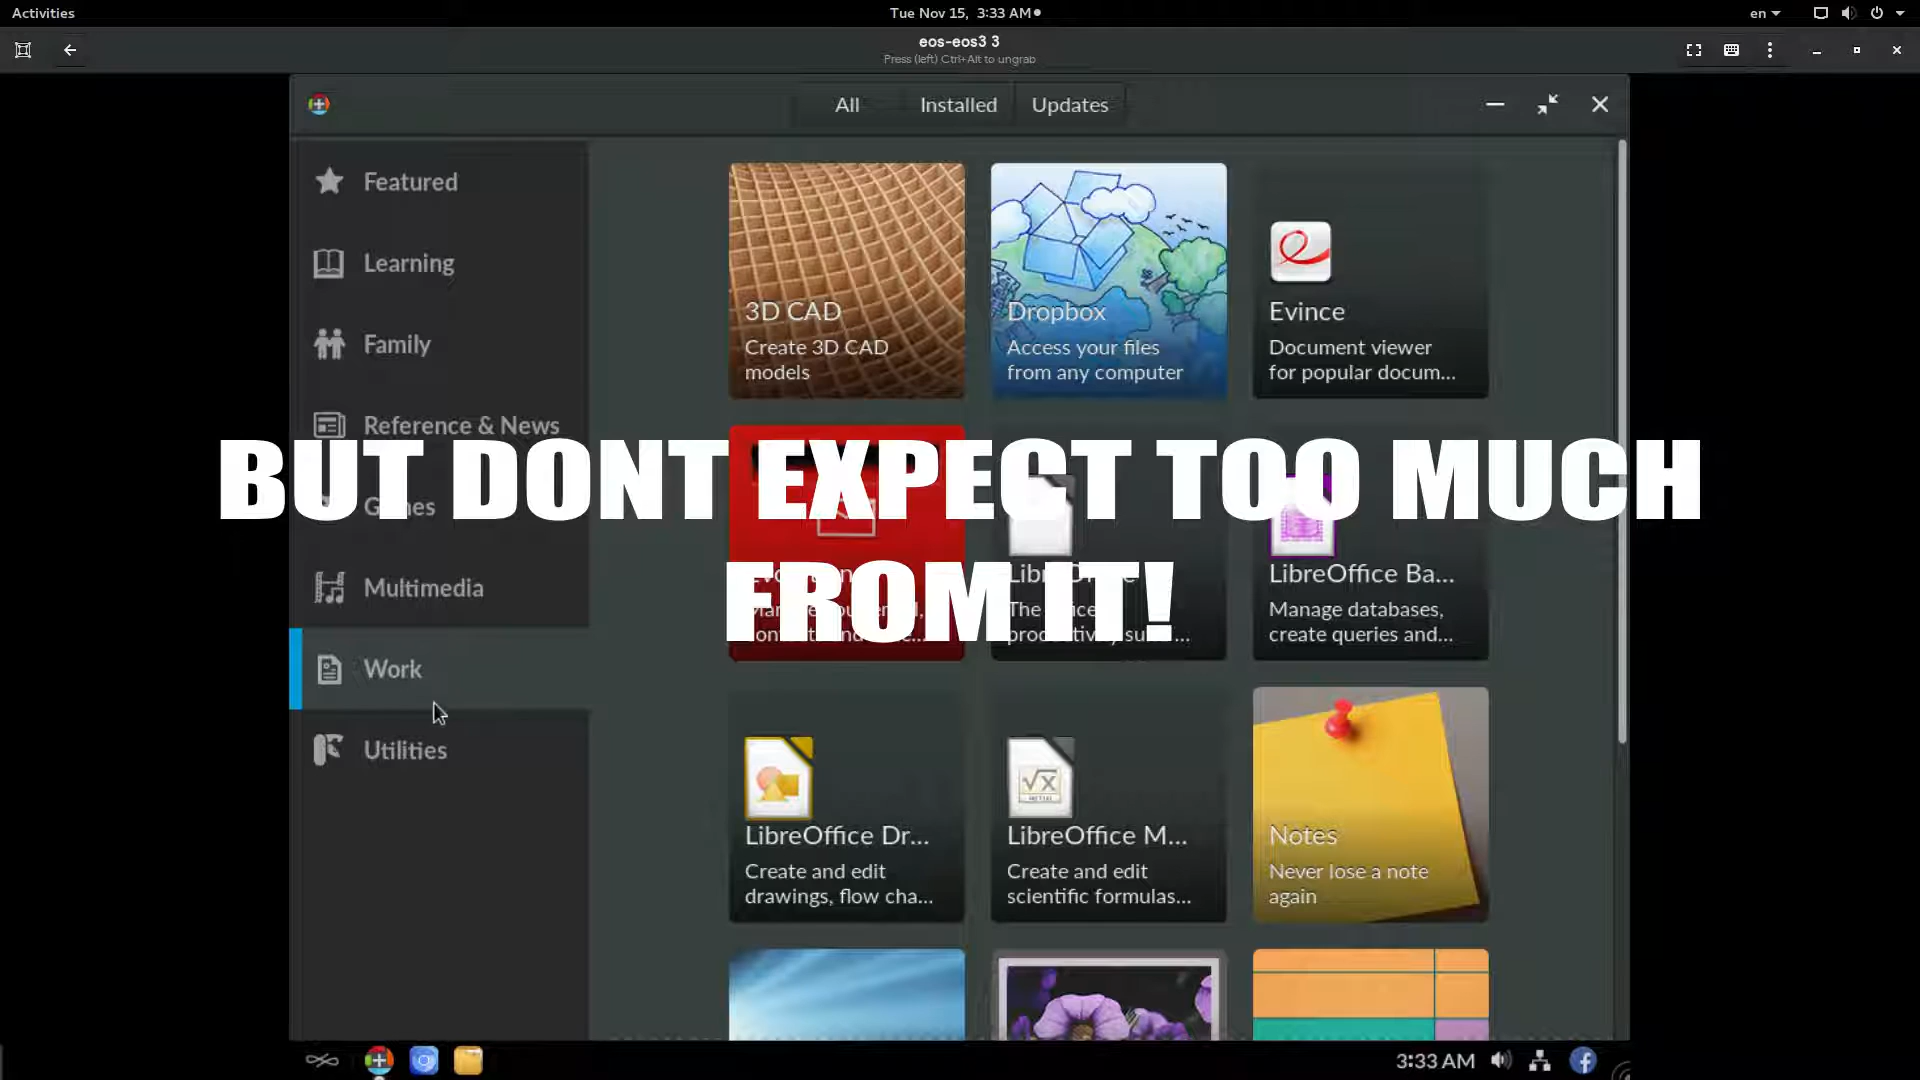 Activities
Tue Nov 15, 3:33 AM
en
eos-eos3 3
Press (left) Ctrl+Alt to ungrab
All
Installed
Updates
Featured
Learning
Family
Reference & News
Games
Multimedia
Work
Utilities
3D CAD
Create 3D CAD
models
Dropbox
Access your files
from any computer
Evince
Document viewer
for popular docum...
BUT DONT EXPECT TOO MUCH
FROM IT!
LibreOffice Ba...
Manage databases,
create queries and...
LibreOffice Dr...
Create and edit
drawings, flow cha...
LibreOffice M...
Create and edit
scientific formulas...
Notes
Never lose a note
again
3:33 AM